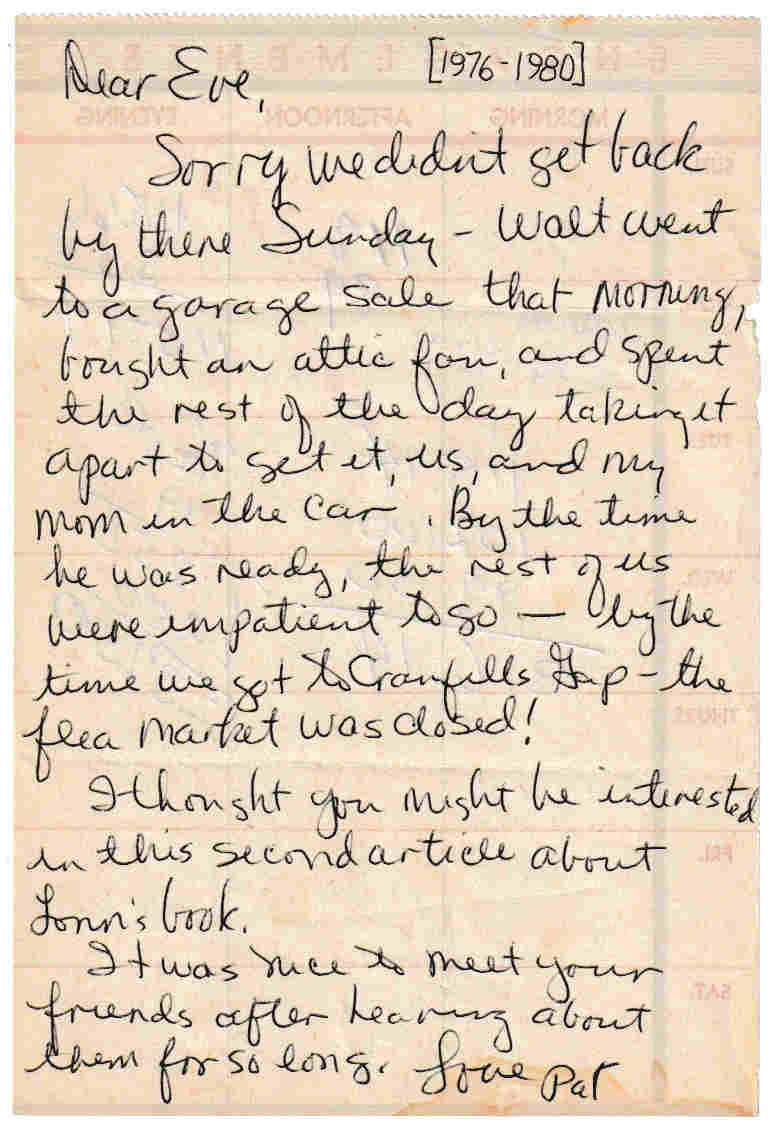 Dear Eve,
[1976-1980]
Sorry we didn't get back
by there Sunday - Walt went
to a garage sale that morning,
bought an attic fan, and spent
the rest of the day taking it
apart to get it, us, and my
mom in the car. By the time
he was ready, the rest of us
were impatient to go — by the
time we got to Cranfills Gap - the
flea market was closed!
I thought you might be interested
in this second article about
Lonn's book.
It was nice to meet your
friends after hearing about
them for so long. Love Pat
ENGAGEMENTS
MORNING AFTERNOON EVENING
SUN.
TUE.
WED.
THURS.
FRI.
SAT.